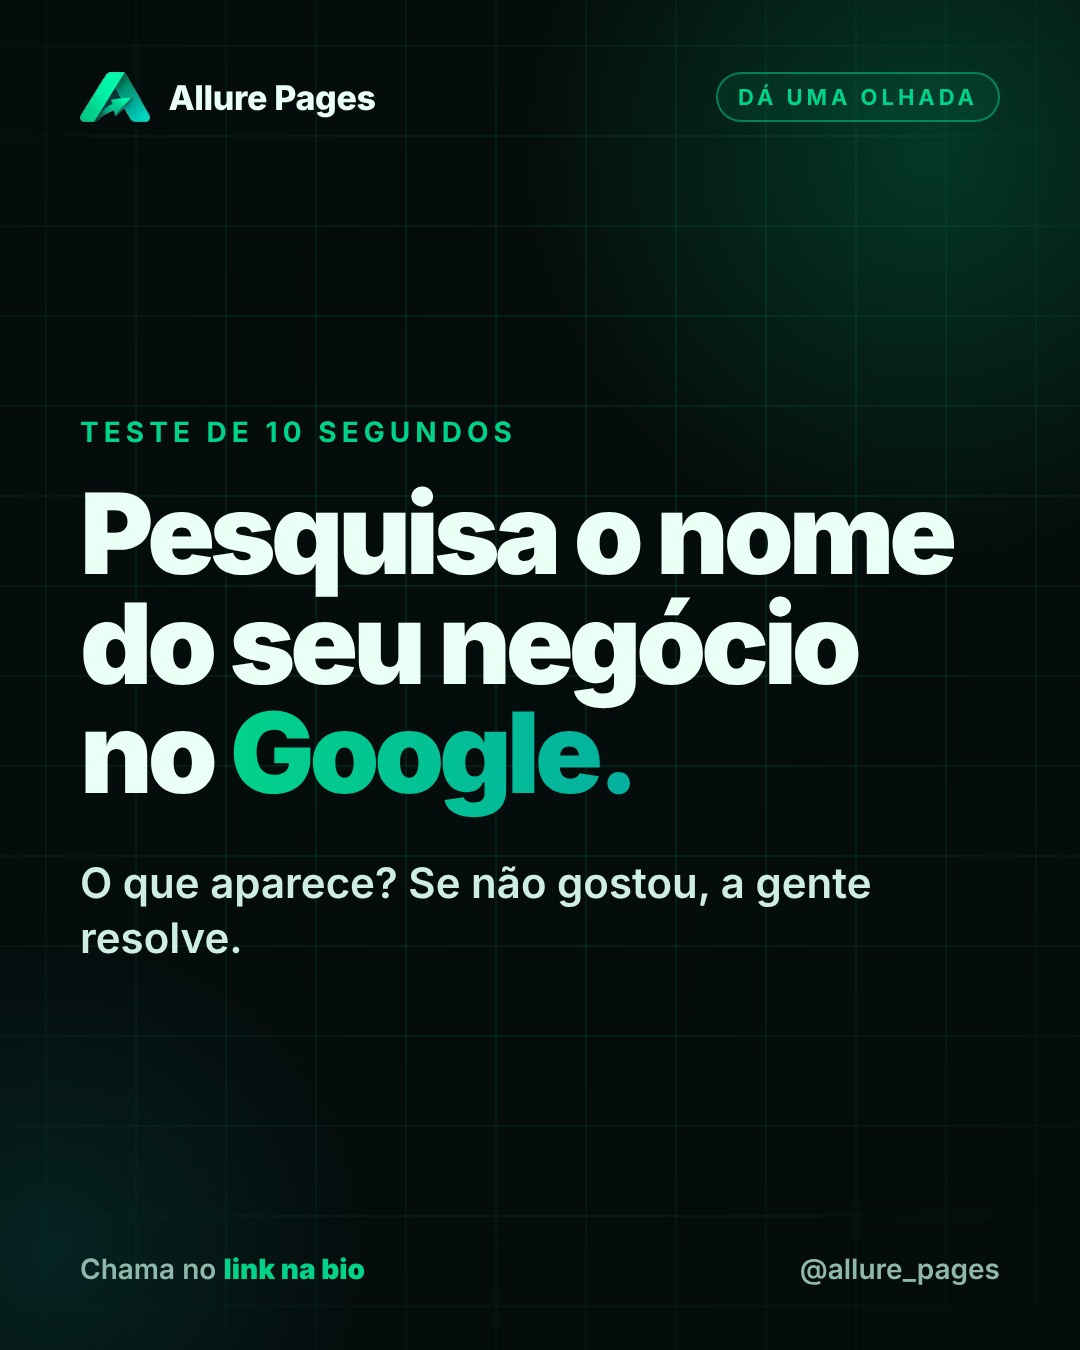 Allure Pages
DÁ UMA OLHADA
TESTE DE 10 SEGUNDOS
Pesquisa o nome
do seu negócio
no Google.
O que aparece? Se não gostou, a gente
resolve.
Chama no link na bio
@allure_pages